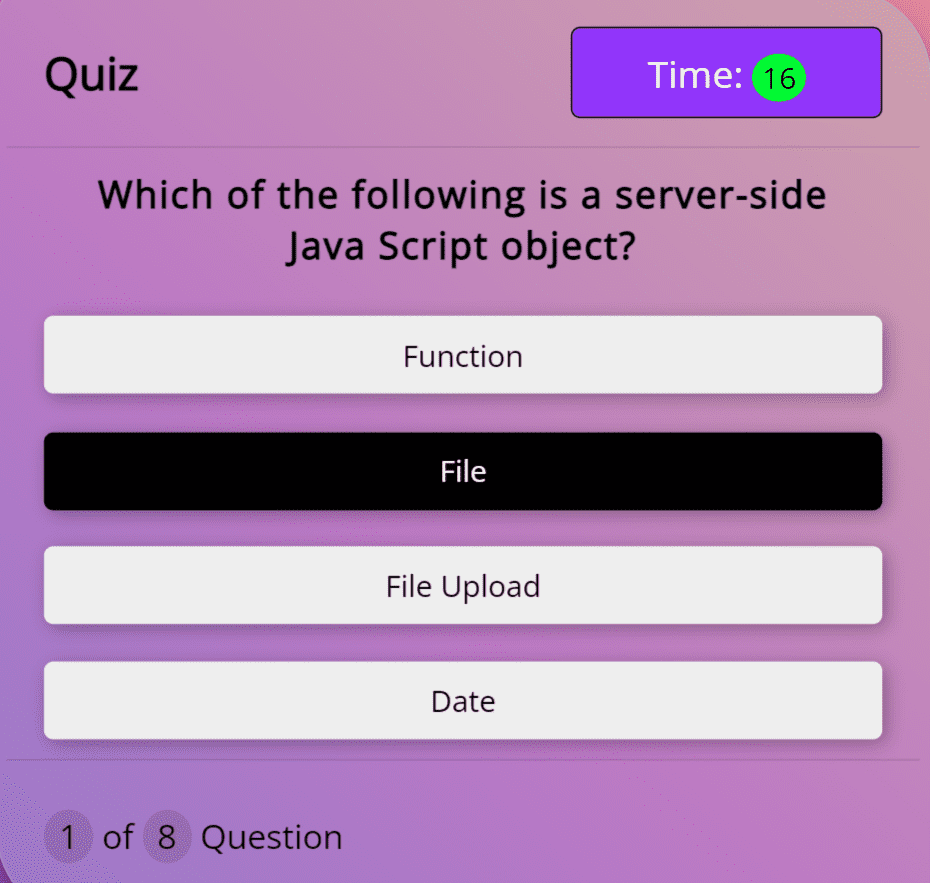 Quiz
Time: 16
Which of the following is a server-side
Java Script object?
Function
File
File Upload
Date
1 of 8 Question